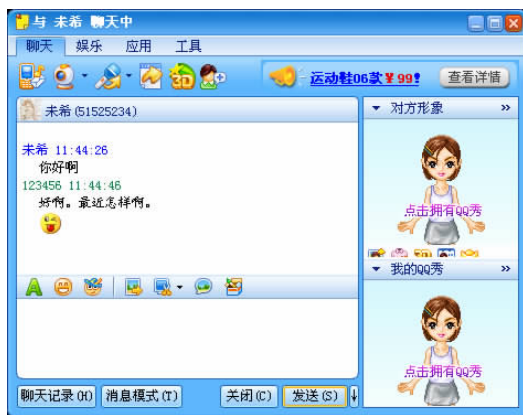 与 未希 聊天中
聊天 娱乐 应用 工具
运动鞋06款￥99! 查看详情
未希 (51525234)
未希 11:44:26
你好啊
123456 11:44:46
好啊。最近怎样啊。
对方形象 »
点击拥有QQ秀
我的QQ秀 »
点击拥有QQ秀
聊天记录(H) 消息模式(T) 关闭(C) 发送(S)